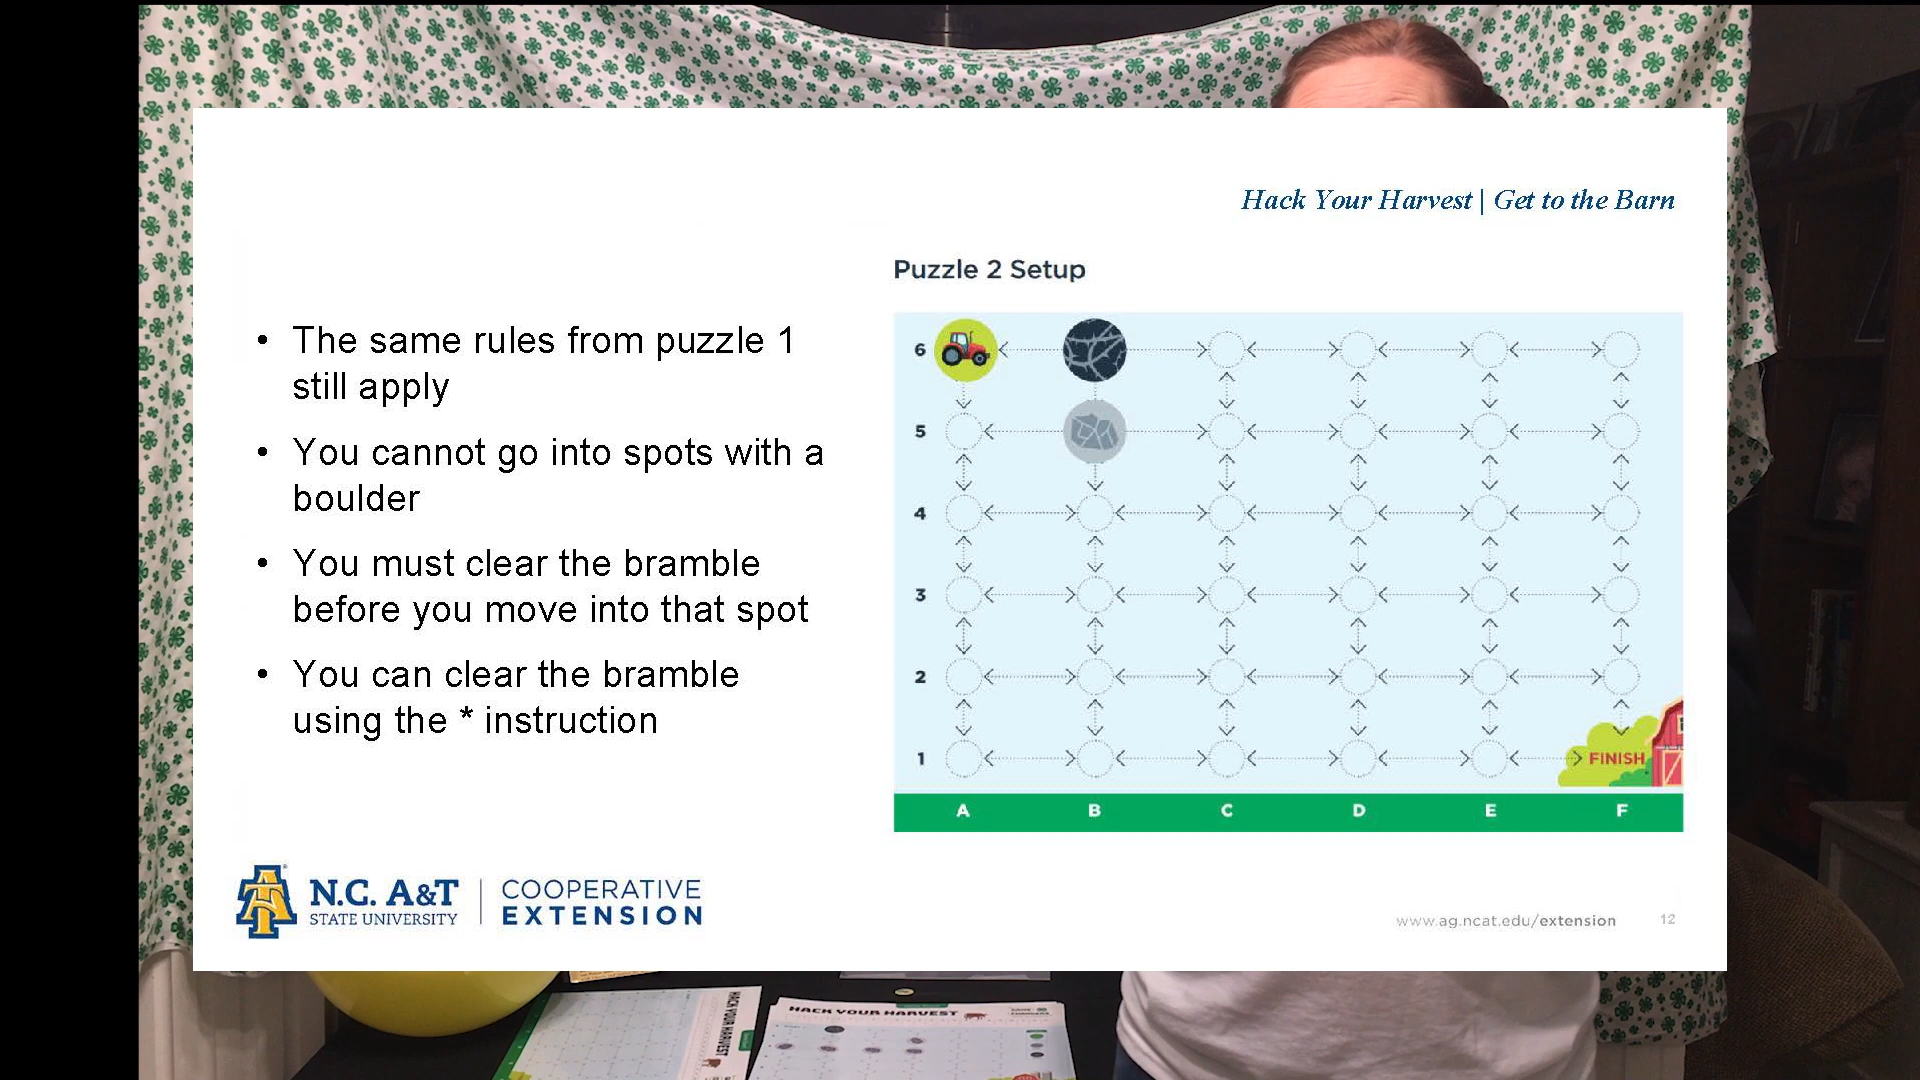 Hack Your Harvest | Get to the Barn
Puzzle 2 Setup
• The same rules from puzzle 1
still apply
• You cannot go into spots with a
boulder
• You must clear the bramble
before you move into that spot
• You can clear the bramble
using the * instruction
6
5
4
3
2
1
FINISH
A B C D E F
N.C. A&T
STATE UNIVERSITY
COOPERATIVE
EXTENSION
www.ag.ncat.edu/extension 12
HACK YOUR HARVEST
HACK YOUR HARVEST